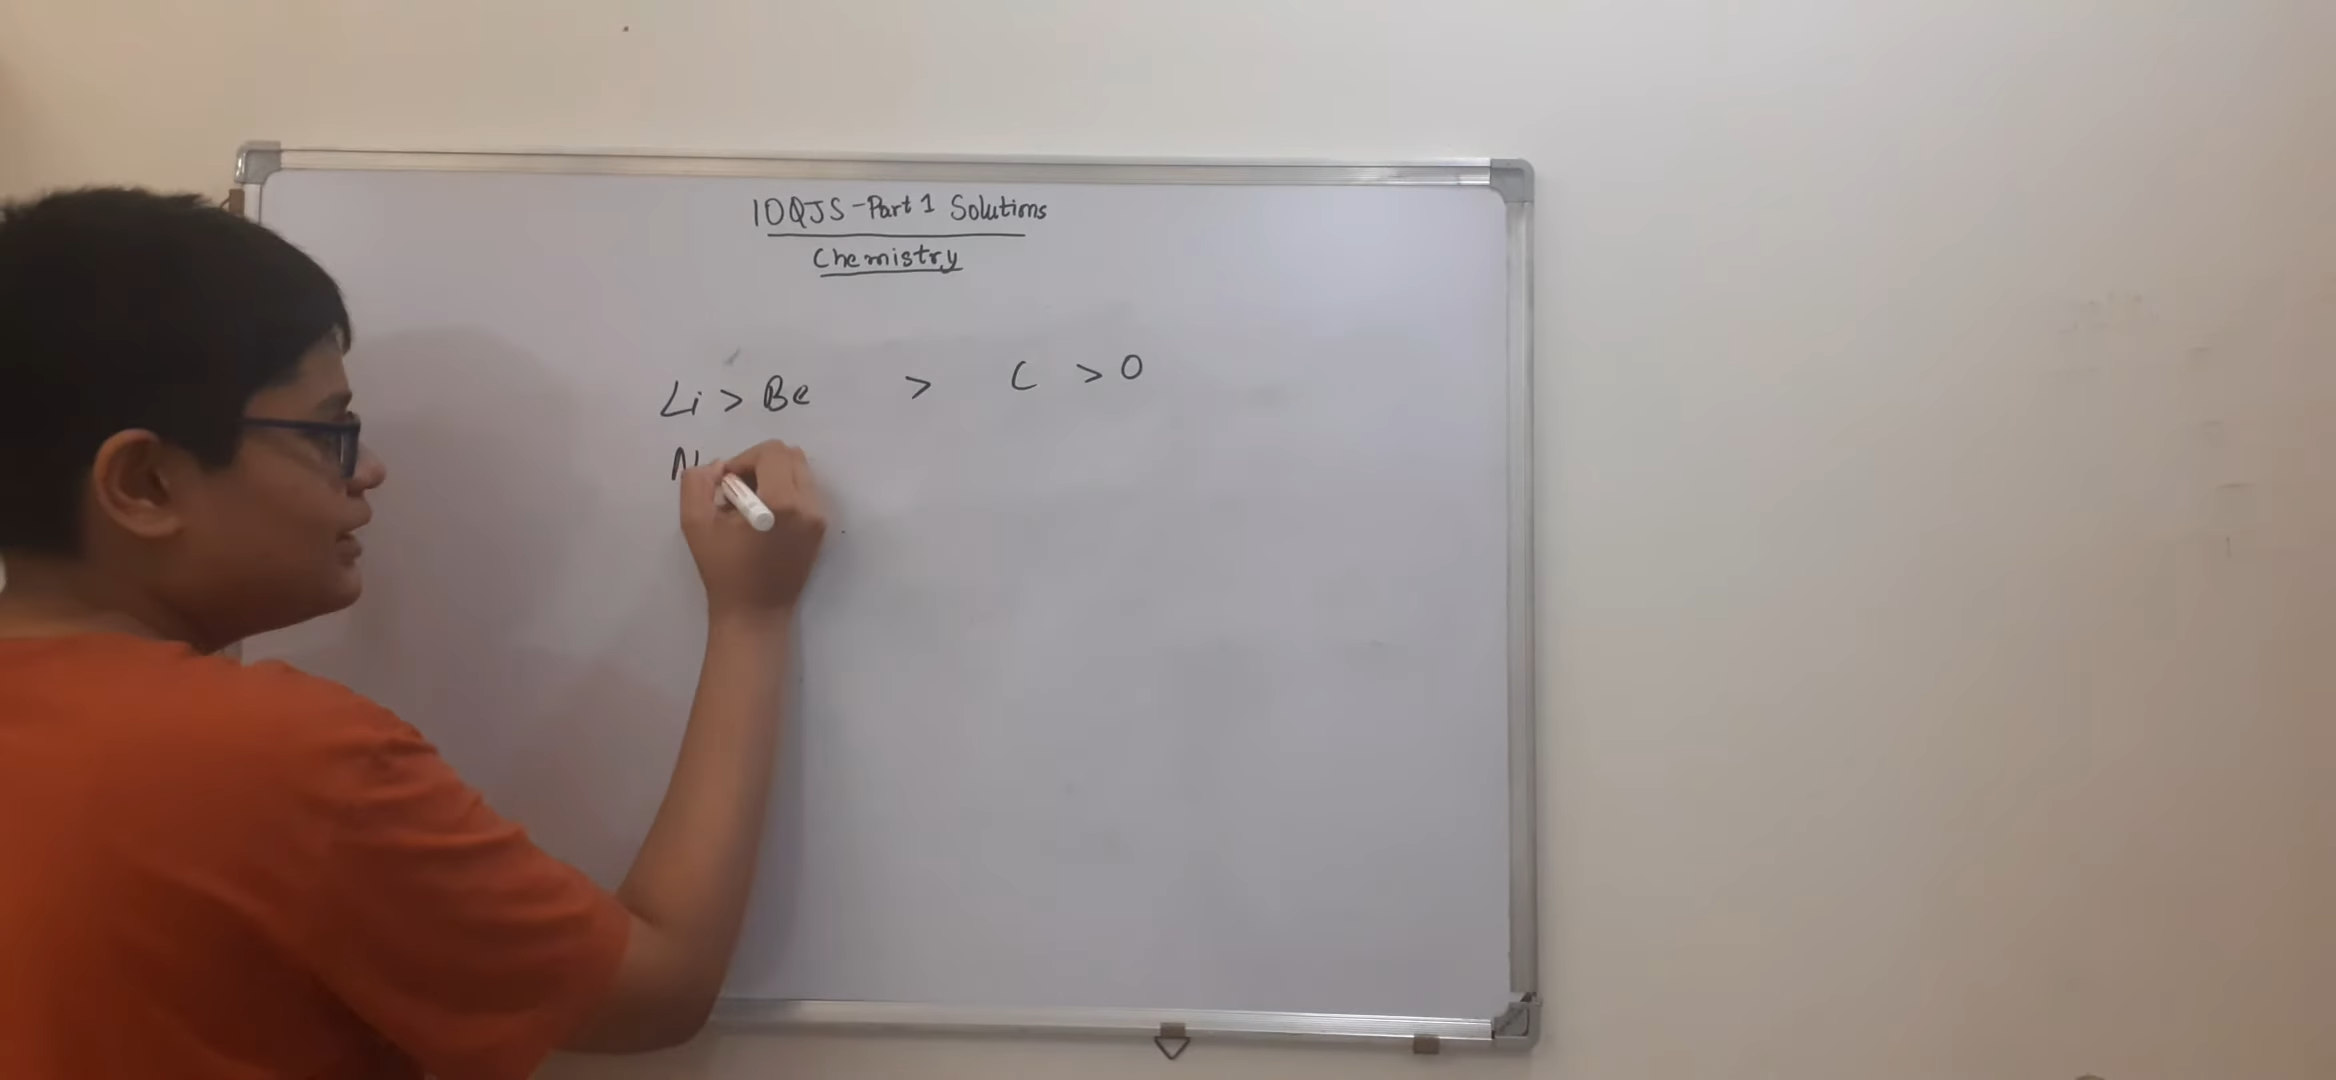 IOQJS-Part 1 Solutions
Chemistry
Li > Be > C > O
N